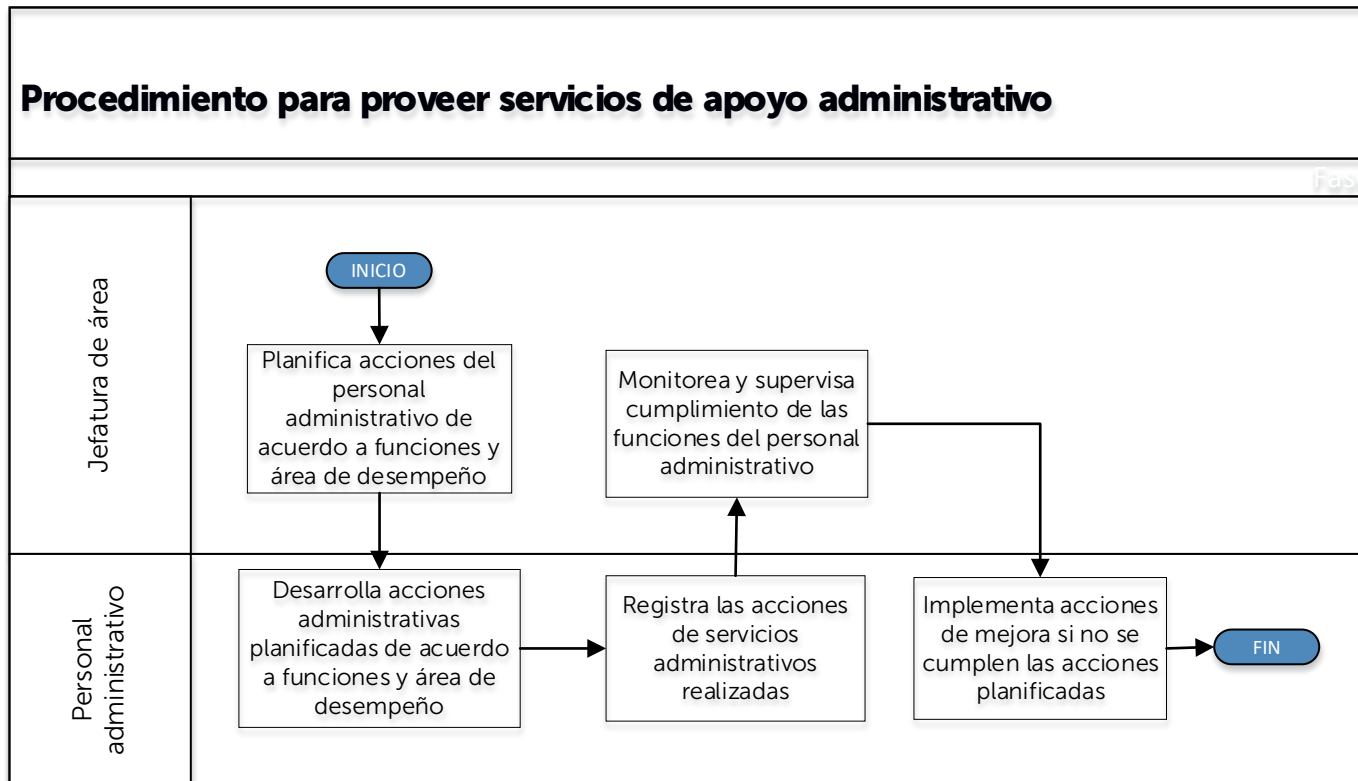 Procedimiento para proveer servicios de apoyo administrativo
Fas
Jefatura de área
INICIO
Planifica acciones del
personal
administrativo de
acuerdo a funciones y
área de desempeño
Monitorea y supervisa
cumplimiento de las
funciones del personal
administrativo
Personal
administrativo
Desarrolla acciones
administrativas
planificadas de acuerdo
a funciones y área de
desempeño
Registra las acciones
de servicios
administrativos
realizadas
Implementa acciones
de mejora si no se
cumplen las acciones
planificadas
FIN